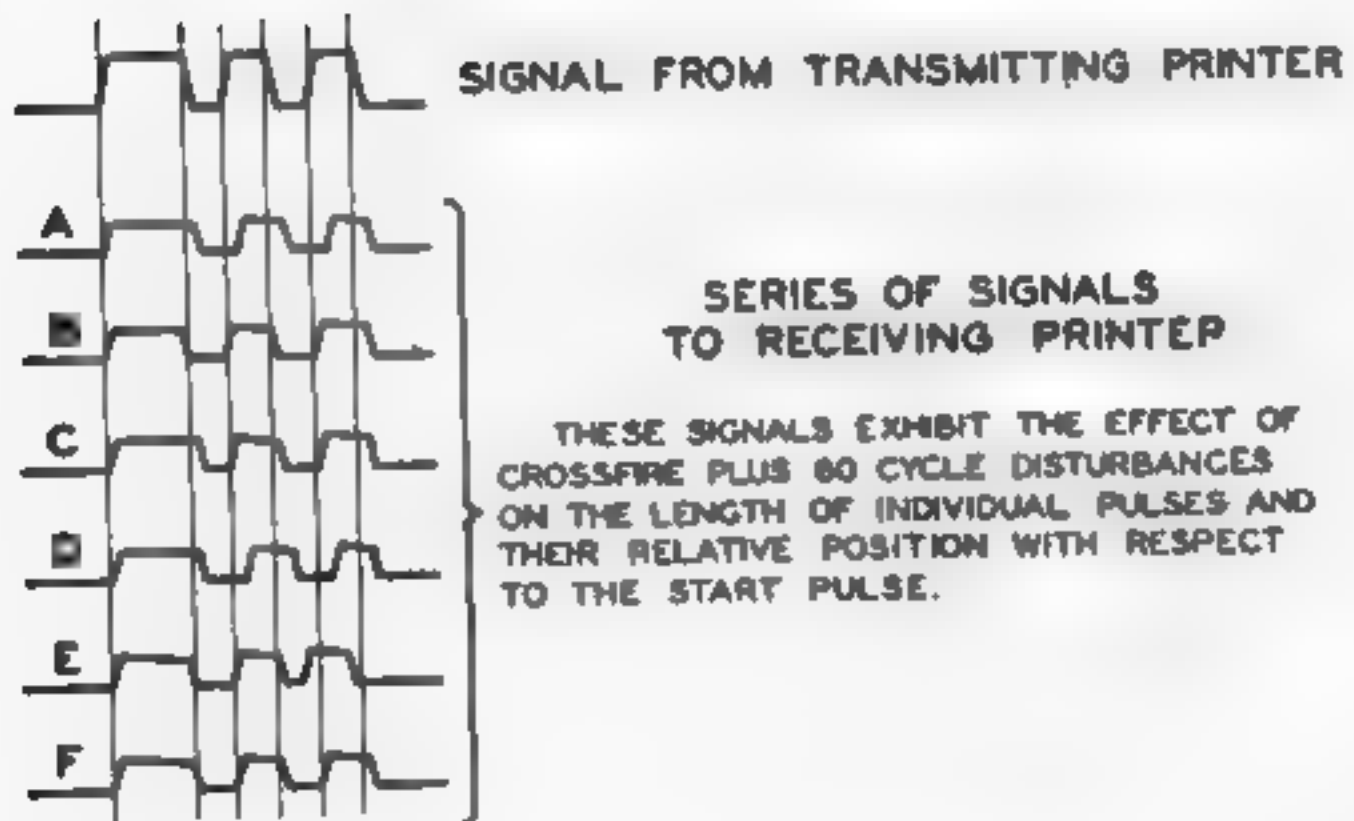 SIGNAL FROM TRANSMITTING PRINTER
A
SERIES OF SIGNALS
TO RECEIVING PRINTER
B
C
THESE SIGNALS EXHIBIT THE EFFECT OF
CROSSFIRE PLUS 60 CYCLE DISTURBANCES
ON THE LENGTH OF INDIVIDUAL PULSES AND
THEIR RELATIVE POSITION WITH RESPECT
TO THE START PULSE.
D
E
F